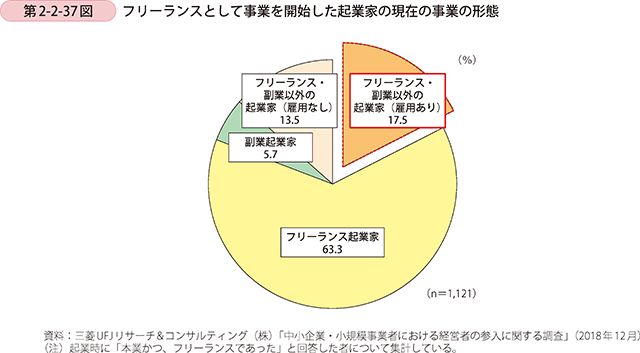 第2-2-37図 フリーランスとして事業を開始した起業家の現在の事業の形態
(%)
フリーランス・
副業以外の
起業家（雇用なし）
13.5
フリーランス・
副業以外の
起業家（雇用あり）
17.5
副業起業家
5.7
フリーランス起業家
63.3
(n=1,121)
資料：三菱UFJリサーチ＆コンサルティング（株）「中小企業・小規模事業者における経営者の参入に関する調査」（2018年12月）
（注）起業時に「本業かつ、フリーランスであった」と回答した者について集計している。